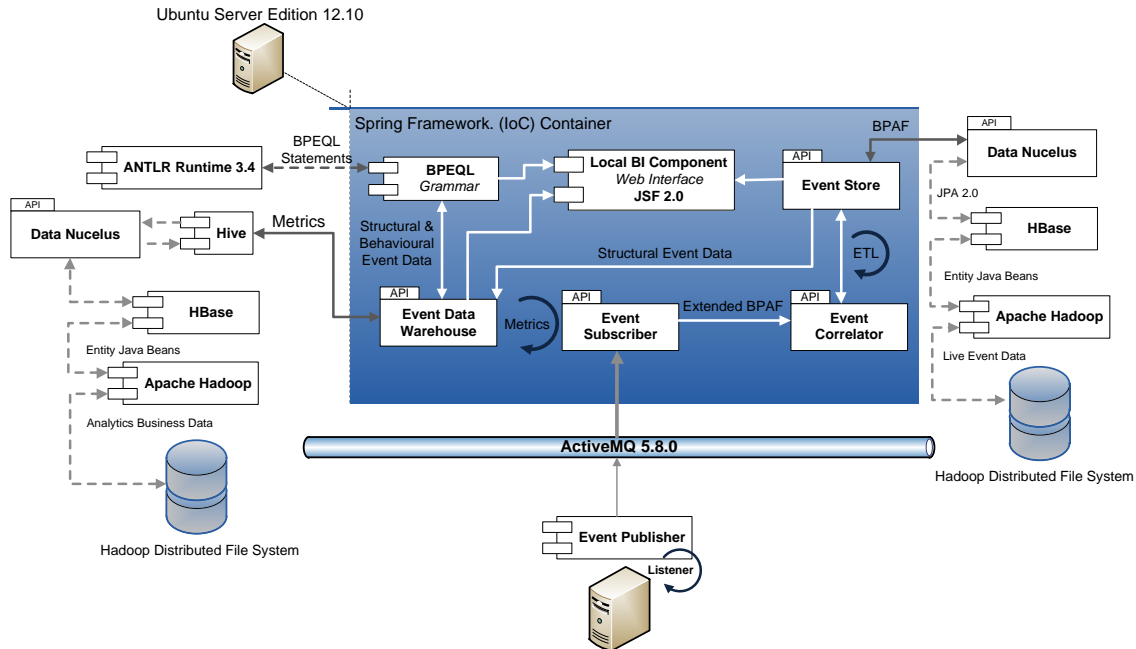 Ubuntu Server Edition 12.10
Spring Framework. (IoC) Container
BPEQL
Statements
ANTLR Runtime 3.4
BPEQL
Grammar
Local BI Component
Web Interface
JSF 2.0
API
Event Store
BPAF
API
Data Nucelus
JPA 2.0
HBase
Entity Java Beans
Apache Hadoop
Live Event Data
Hadoop Distributed File System
API
Data Nucelus
Hive
Metrics
Structural &
Behavioural
Event Data
Structural Event Data
ETL
HBase
Entity Java Beans
Apache Hadoop
Analytics Business Data
Hadoop Distributed File System
API
Event Data
Warehouse
Metrics
API
Event
Subscriber
Extended BPAF
API
Event
Correlator
ActiveMQ 5.8.0
Event Publisher
Listener